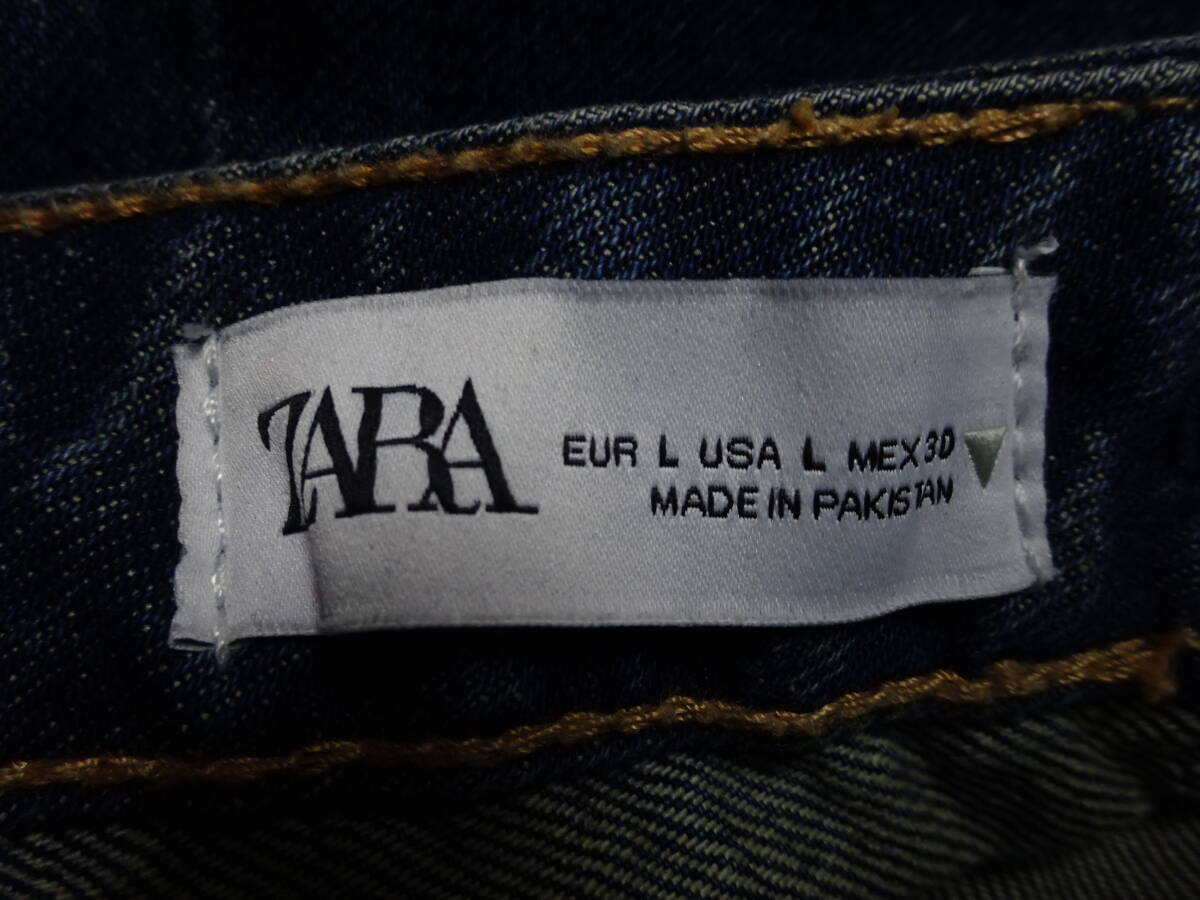 ZARA
EUR L USA L MEX 30
MADE IN PAKISTAN